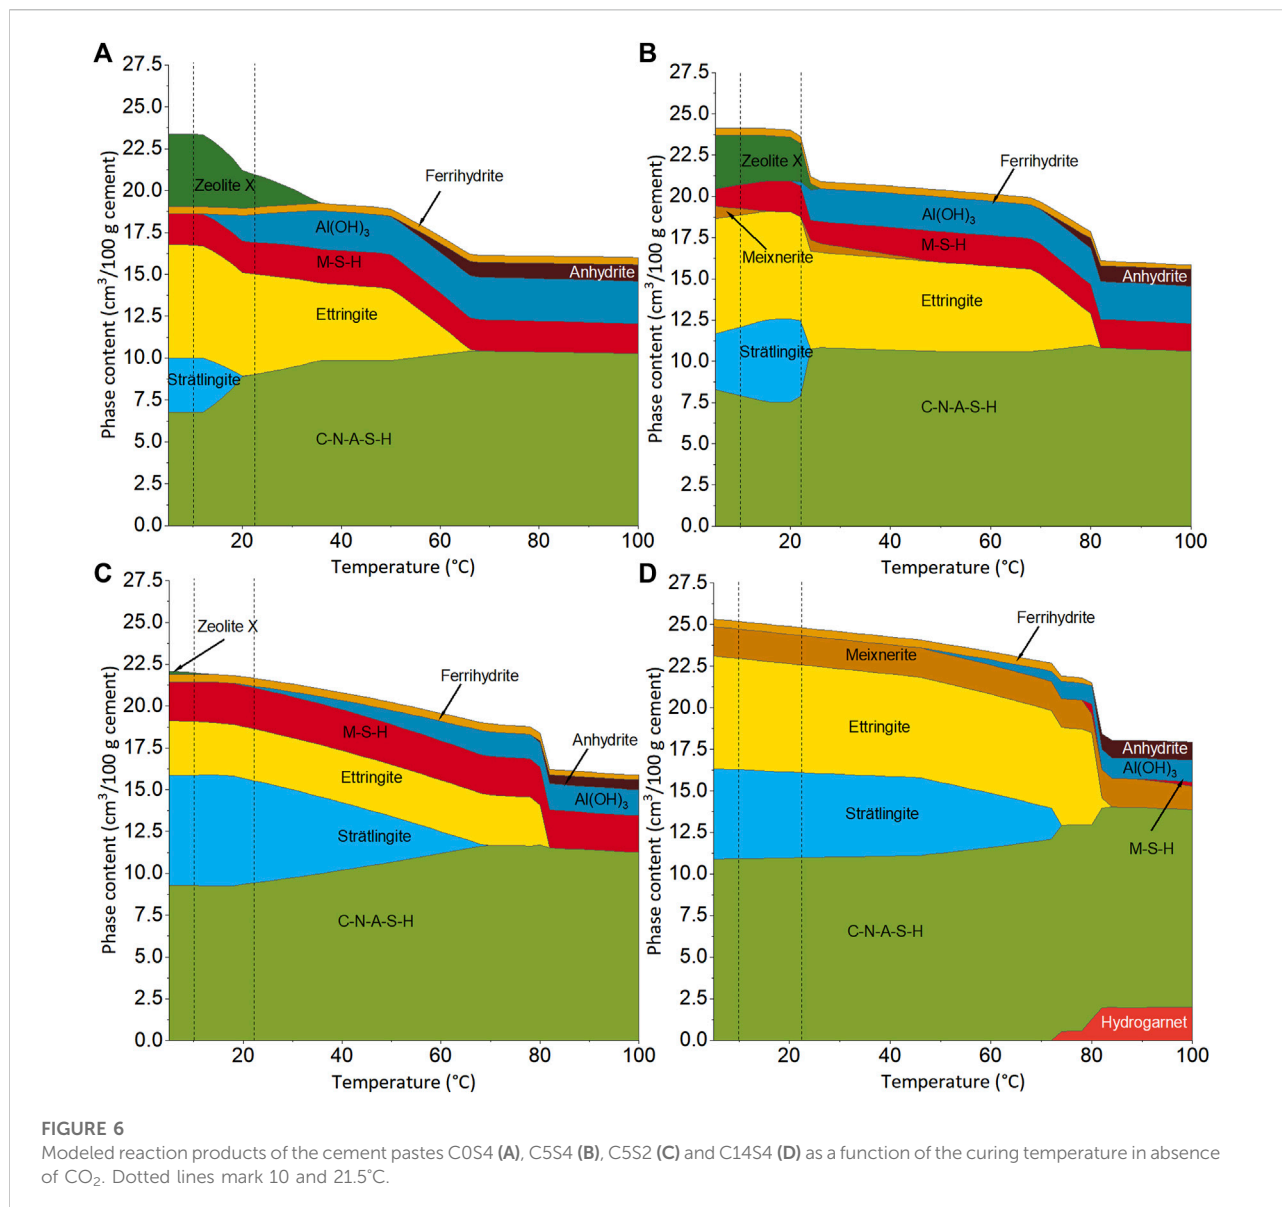 A
27.5
25.0
22.5
20.0
17.5
15.0
12.5
10.0
7.5
5.0
2.5
0.0
Phase content (cm³/100 g cement)
Zeolite X
Ferrihydrite
Al(OH)₃
M-S-H
Anhydrite
Ettringite
Strätlingite
C-N-A-S-H
20 40 60 80 100
Temperature (°C)
B
27.5
25.0
22.5
20.0
17.5
15.0
12.5
10.0
7.5
5.0
2.5
0.0
Phase content (cm³/100 g cement)
Zeolite X
Ferrihydrite
Al(OH)₃
M-S-H
Meixnerite
Anhydrite
Ettringite
Strätlingite
C-N-A-S-H
20 40 60 80 100
Temperature (°C)
C
27.5
25.0
22.5
20.0
17.5
15.0
12.5
10.0
7.5
5.0
2.5
0.0
Phase content (cm³/100 g cement)
Zeolite X
Ferrihydrite
M-S-H
Anhydrite
Ettringite
Al(OH)₃
Strätlingite
C-N-A-S-H
20 40 60 80 100
Temperature (°C)
D
27.5
25.0
22.5
20.0
17.5
15.0
12.5
10.0
7.5
5.0
2.5
0.0
Phase content (cm³/100 g cement)
Ferrihydrite
Meixnerite
Ettringite
Anhydrite
Al(OH)₃
Strätlingite
M-S-H
C-N-A-S-H
Hydrogarnet
20 40 60 80 100
Temperature (°C)
FIGURE 6
Modeled reaction products of the cement pastes C0S4 (A), C5S4 (B), C5S2 (C) and C14S4 (D) as a function of the curing temperature in absence
of CO₂. Dotted lines mark 10 and 21.5°C.